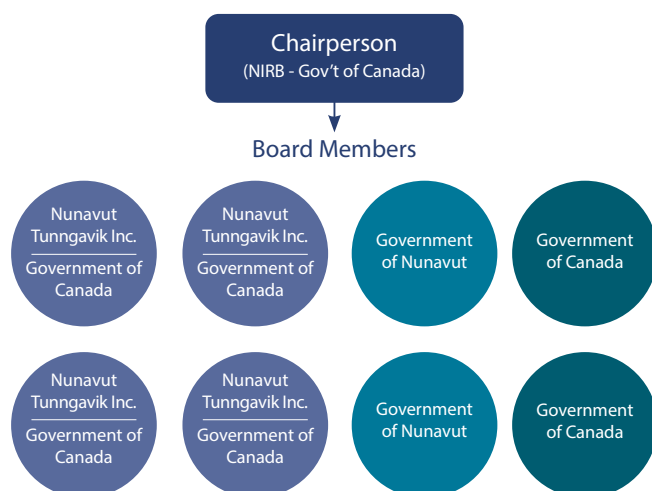 Chairperson
(NIRB - Gov't of Canada)
Board Members
Nunavut
Tunngavik Inc.
Government of
Canada
Nunavut
Tunngavik Inc.
Government of
Canada
Government
of Nunavut
Government
of Canada
Nunavut
Tunngavik Inc.
Government of
Canada
Nunavut
Tunngavik Inc.
Government of
Canada
Government
of Nunavut
Government
of Canada